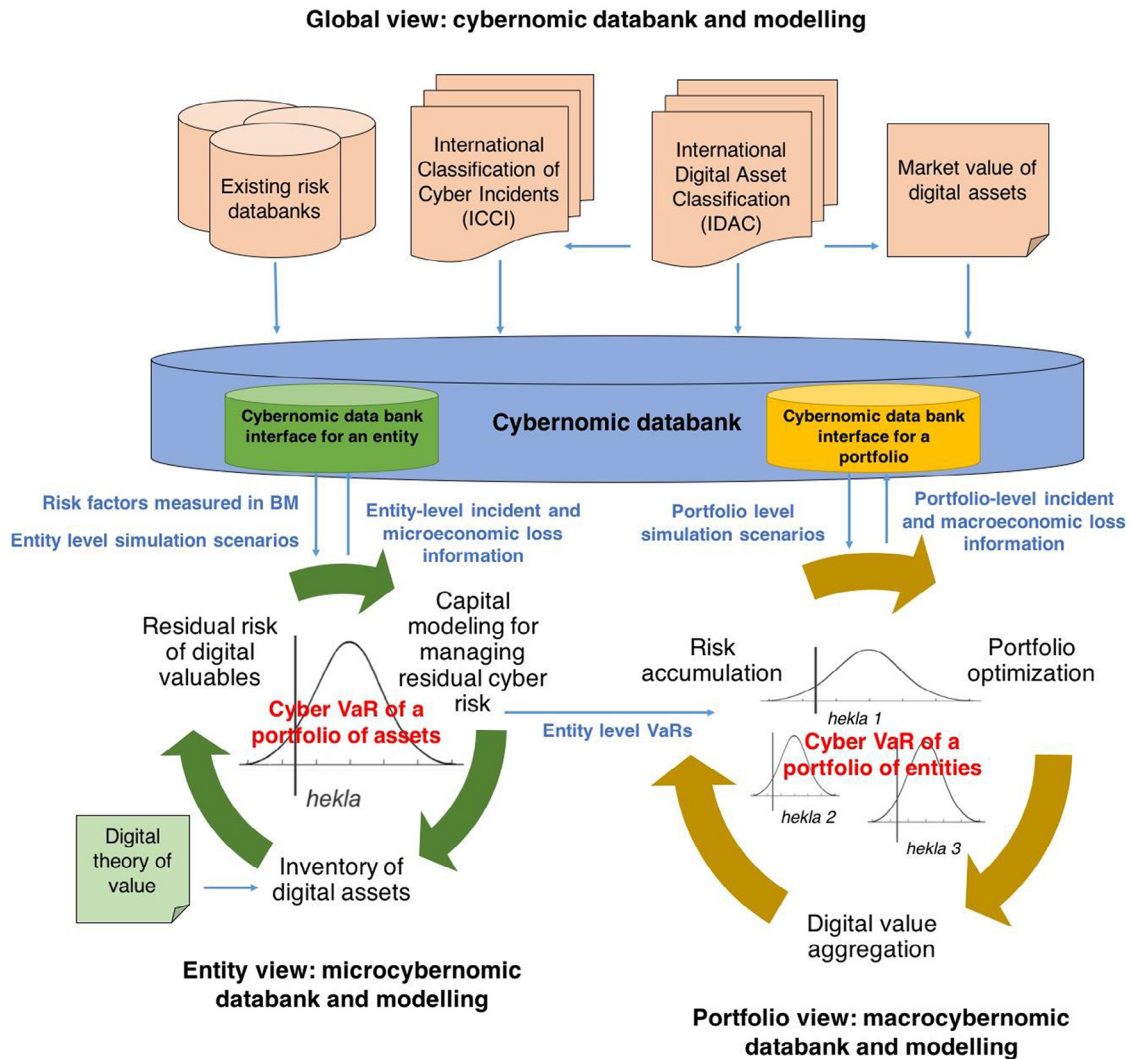 Global view: cybernomic databank and modelling
Existing risk
databanks
International
Classification of
Cyber Incidents
(ICCI)
International
Digital Asset
Classification
(IDAC)
Market value of
digital assets
Cybernomic data bank
interface for an entity
Cybernomic databank
Cybernomic data bank
interface for a
portfolio
Risk factors measured in BM
Entity level simulation scenarios
Entity-level incident and
microeconomic loss
information
Portfolio level
simulation scenarios
Portfolio-level incident
and macroeconomic loss
information
Residual risk
of digital
valuables
Capital
modeling for
managing
residual cyber
risk
Cyber VaR of a
portfolio of assets
hekla
Entity level VaRs
Risk
accumulation
Portfolio
optimization
hekla 1
Cyber VaR of a
portfolio of entities
hekla 2
hekla 3
Digital
theory of
value
Inventory of
digital assets
Digital value
aggregation
Entity view: microcybernomic
databank and modelling
Portfolio view: macrocybernomic
databank and modelling